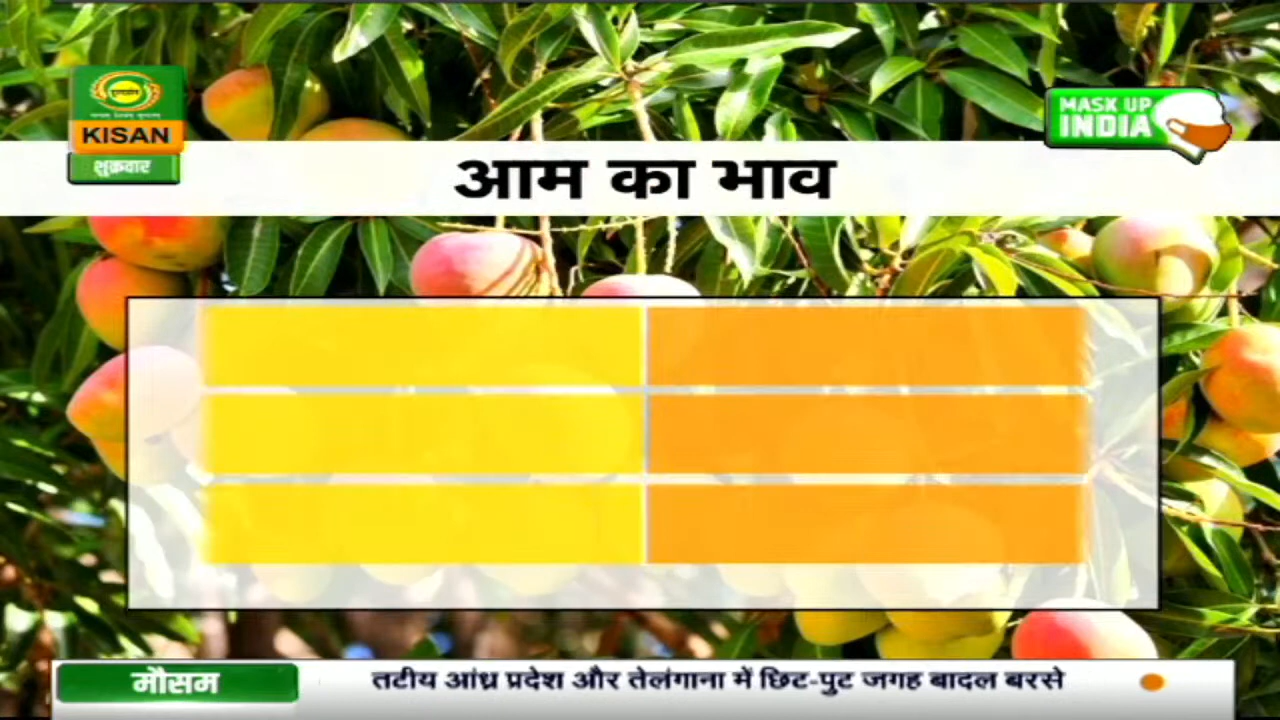 KISAN
शुक्रवार
MASK UP
INDIA
आम का भाव
मौसम
तटीय आंध्र प्रदेश और तेलंगाना में छिट-पुट जगह बादल बरसे